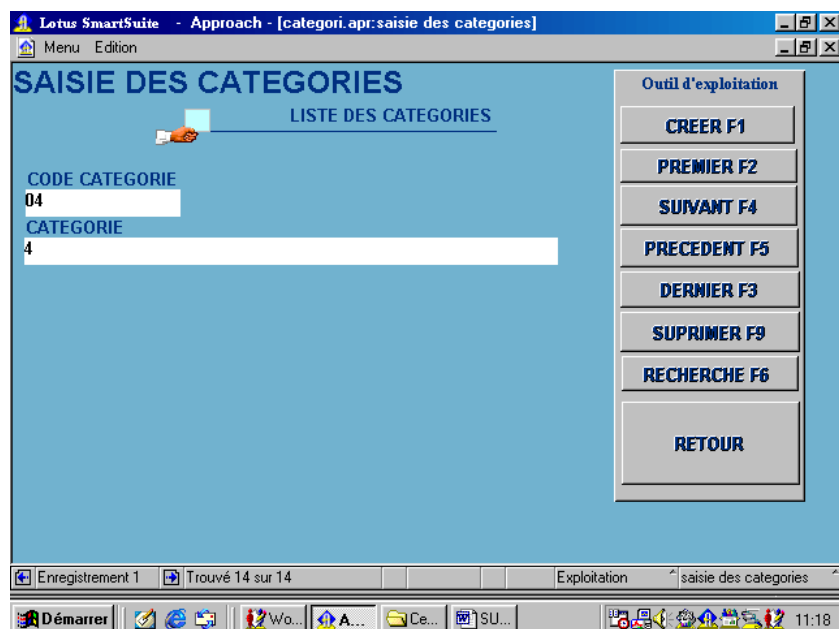 Lotus SmartSuite - Approach - [categori.apr:saisie des categories]
Menu Edition
SAISIE DES CATEGORIES
LISTE DES CATEGORIES
CODE CATEGORIE
04
CATEGORIE
4
Outil d'exploitation
CREER F1
PREMIER F2
SUIVANT F4
PRECEDENT F5
DERNIER F3
SUPRIMER F9
RECHERCHE F6
RETOUR
Enregistrement 1 Trouvé 14 sur 14 Exploitation saisie des categories
Démarrer Wo... A... Ce... SU... 11:18